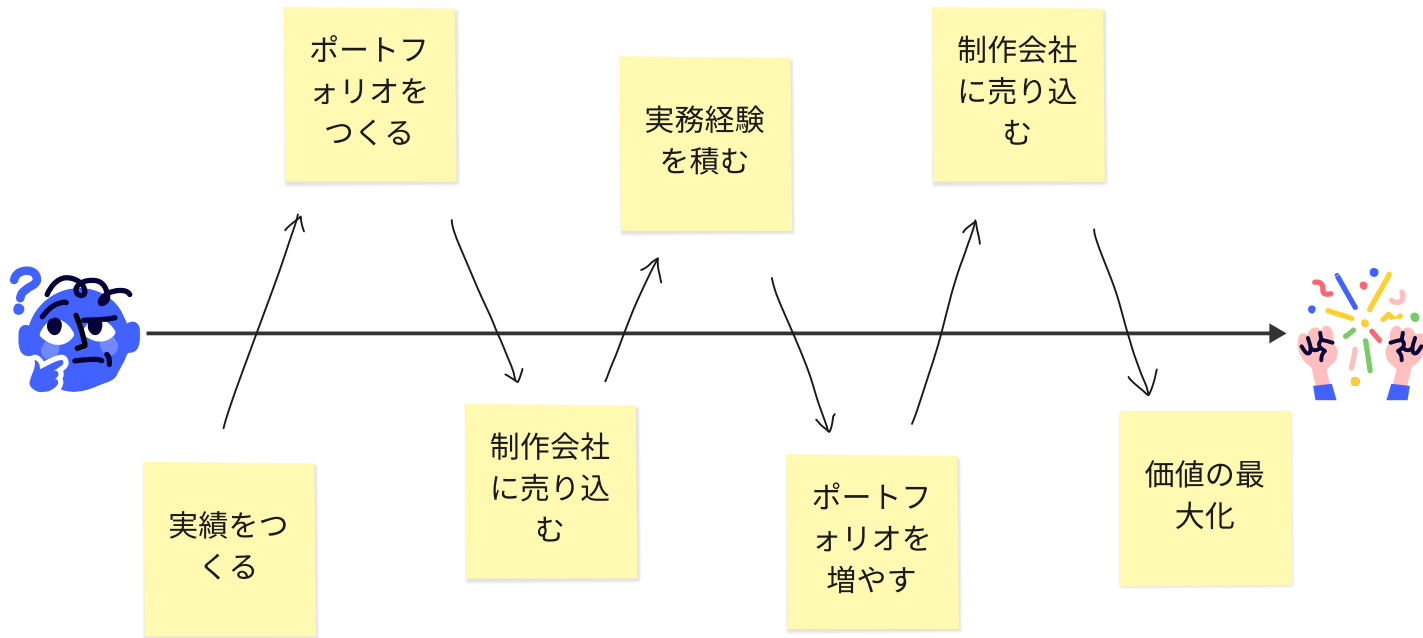 実績をつ
くる
ポートフ
ォリオを
つくる
制作会社
に売り込
む
実務経験
を積む
ポートフ
ォリオを
増やす
制作会社
に売り込
む
価値の最
大化